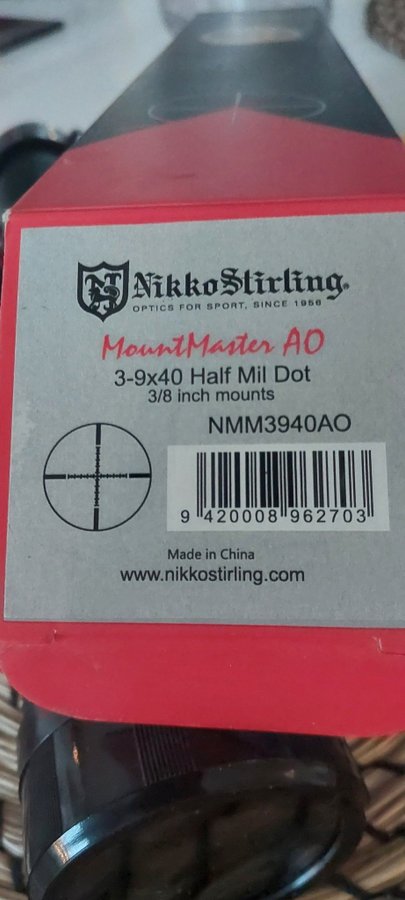 NS
NikkoStirling.
OPTICS FOR SPORT, SINCE 1956
MountMaster AO
3-9x40 Half Mil Dot
3/8 inch mounts
NMM3940AO
9 420008 962703
Made in China
www.nikkostirling.com